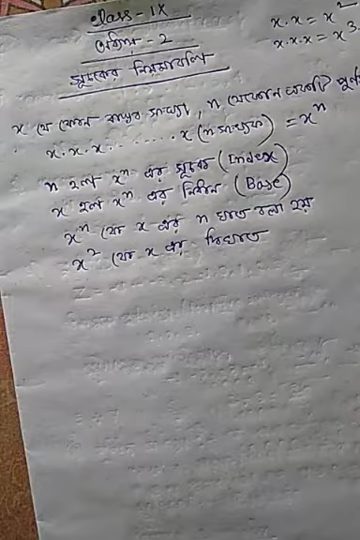 Class - IX
অধ্যায় - 2
সূচকের নিয়মাবলি
x·x = x²
x·x·x = x³
x যে কোন বাস্তব সংখ্যা, n যেকোন ধনাত্মক পূর্ণ
x·x·x· ....... x (n সংখ্যক) = xⁿ
n হল xⁿ এর সূচক (Index)
x হল xⁿ এর নিধান (Base)
xⁿ কে x এর n ঘাত বলা হয়
x² কে x এর দ্বিঘাত